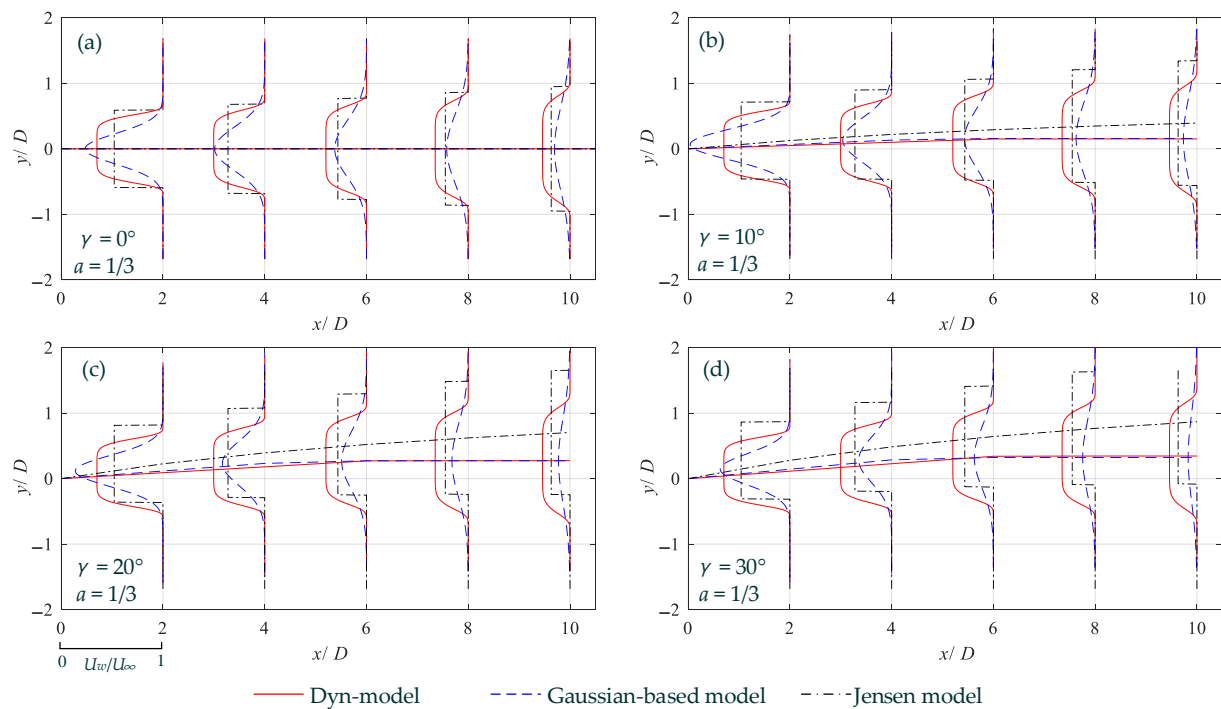 (a)
2
1
0
−1
−2
y/ D
γ = 0°
a = 1/3
0
2
4
6
8
10
x/ D
(b)
2
1
0
−1
−2
y/ D
γ = 10°
a = 1/3
0
2
4
6
8
10
x/ D
(c)
2
1
0
−1
−2
y/ D
γ = 20°
a = 1/3
0
2
4
6
8
10
x/ D
0 Uw/U∞ 1
(d)
2
1
0
−1
−2
y/ D
γ = 30°
a = 1/3
0
2
4
6
8
10
x/ D
Dyn-model
Gaussian-based model
Jensen model